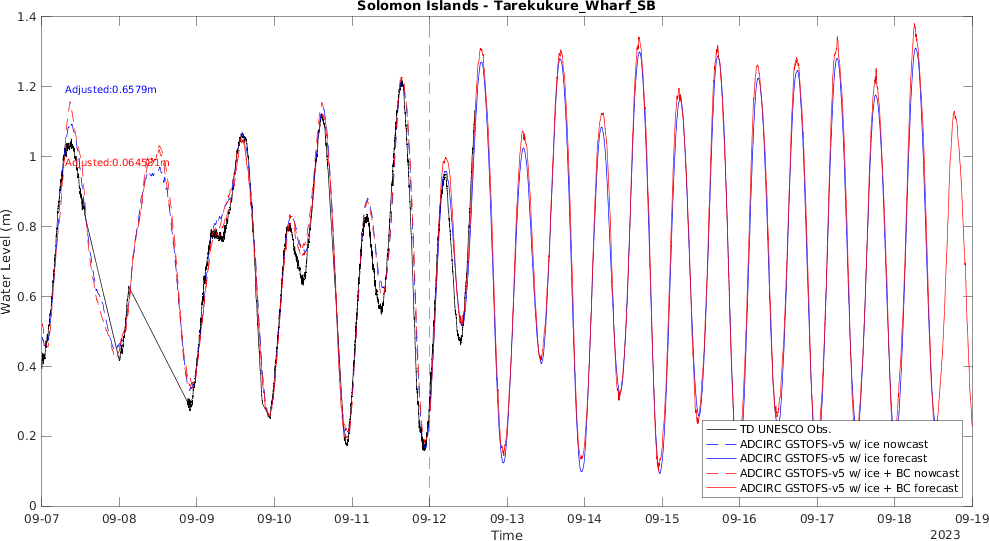 Solomon Islands - Tarekukure_Wharf_SB
1.4
1.2
1
0.8
0.6
0.4
0.2
0
Water Level (m)
Adjusted:0.6579m
TD UNESCO Obs.
ADCIRC GSTOFS-v5 w/ ice nowcast
ADCIRC GSTOFS-v5 w/ ice forecast
ADCIRC GSTOFS-v5 w/ ice + BC nowcast
ADCIRC GSTOFS-v5 w/ ice + BC forecast
09-07 09-08 09-09 09-10 09-11 09-12 09-13 09-14 09-15 09-16 09-17 09-18 09-19
Time
2023